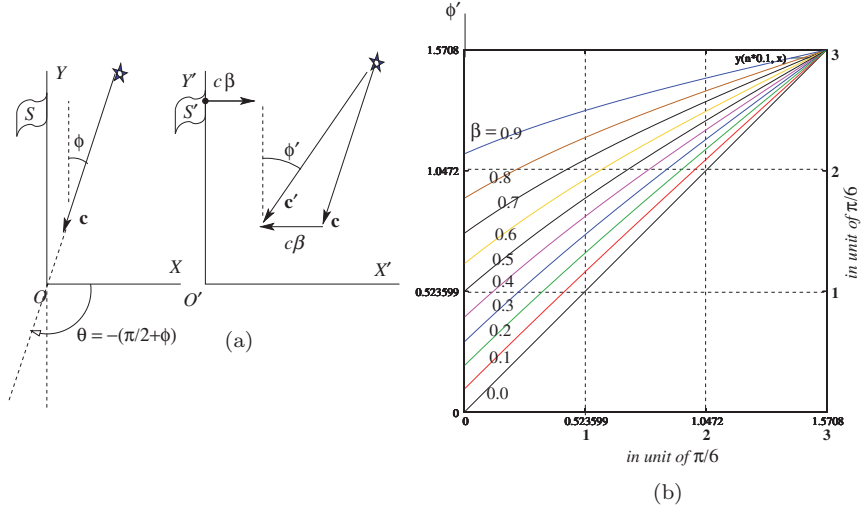 Y
S
φ
c
X
O
θ = −(π/2+φ)
Y′
cβ
S′
φ′
c′
c
cβ
X′
O′
(a)
φ′
1.5708
1.0472
0.523599
0
y(n*0.1, x)
β = 0.9
0.8
0.7
0.6
0.5
0.4
0.3
0.2
0.1
0.0
3
2
1
in unit of π/6
0
0.523599
1.0472
1.5708
1
2
3
in unit of π/6
(b)